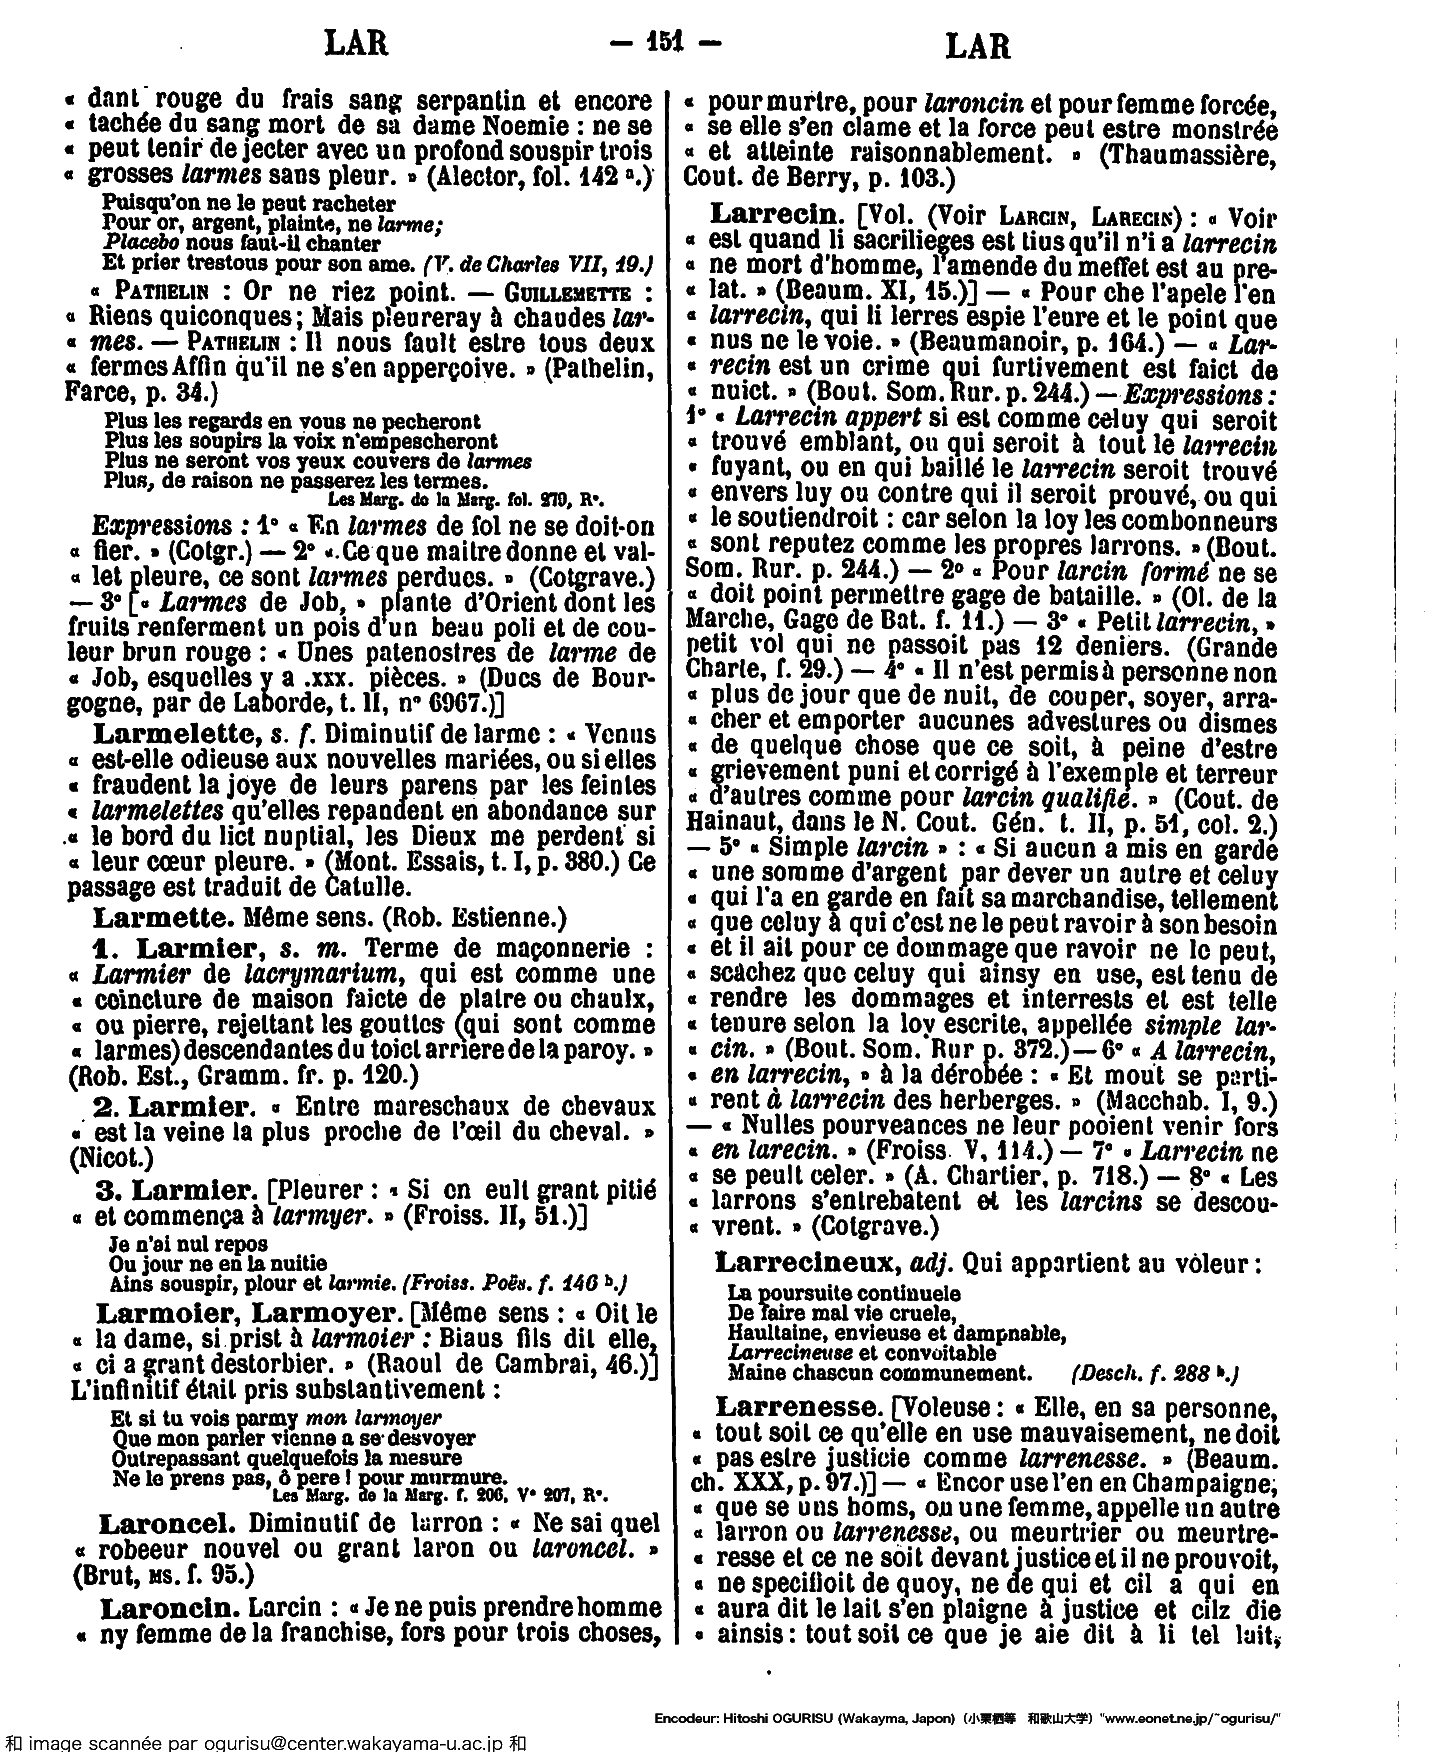 LAR — 151 — LAR
« dant rouge du frais sang serpantin et encore
« tachée du sang mort de sa dame Noemie : ne se
« peut tenir de jecter avec un profond souspir trois
« grosses larmes sans pleur. » (Alector, fol. 142 ª.)
Puisqu'on ne le peut racheter
Pour or, argent, plainte, ne larme;
Placebo nous faut-il chanter
Et prier trestous pour son ame. (V. de Charles VII, 19.)
« PATHELIN : Or ne riez point. — GUILLEMETTE :
« Riens quiconques; Mais pleureray à chaudes lar-
« mes. — PATHELIN : Il nous fault estre tous deux
« fermes Affin qu'il ne s'en apperçoive. » (Pathelin,
Farce, p. 34.)
Plus les regards en vous ne pecheront
Plus les soupirs la voix n'empescheront
Plus ne seront vos yeux couvers de larmes
Plus, de raison ne passerez les termes.
Les Marg. de la Marg. fol. 270, R°.
Expressions : 1° « En larmes de fol ne se doit-on
« fier. » (Cotgr.) — 2° « Ce que maitre donne et val-
« let pleure, ce sont larmes perdues. » (Cotgrave.)
— 3° [« Larmes de Job, » plante d'Orient dont les
fruits renferment un pois d'un beau poli et de cou-
leur brun rouge : « Unes patenostres de larme de
« Job, esquelles y a .xxx. pièces. » (Ducs de Bour-
gogne, par de Laborde, t. II, n° 6967.)]
Larmelette, s. f. Diminutif de larme : « Venus
« est-elle odieuse aux nouvelles mariées, ou si elles
« fraudent la joye de leurs parens par les feintes
« larmelettes qu'elles repandent en abondance sur
« le bord du lict nuptial, les Dieux me perdent si
« leur cœur pleure. » (Mont. Essais, t. I, p. 380.) Ce
passage est traduit de Catulle.
Larmette. Même sens. (Rob. Estienne.)
1. Larmier, s. m. Terme de maçonnerie :
« Larmier de lacrymarium, qui est comme une
« ceincture de maison faicte de platre ou chaulx,
« ou pierre, rejettant les gouttes (qui sont comme
« larmes) descendantes du toict arriere de la paroy. »
(Rob. Est., Gramm. fr. p. 120.)
2. Larmier. « Entre mareschaux de chevaux
« est la veine la plus proche de l'œil du cheval. »
(Nicot.)
3. Larmier. [Pleurer : « Si en eult grant pitié
« et commença à larmyer. » (Froiss. II, 51.)]
Je n'ai nul repos
Ou jour ne en la nuitie
Ains souspir, plour et larmie. (Froiss. Poës. f. 146 ᵇ.)
Larmoier, Larmoyer. [Même sens : « Oit le
« la dame, si prist à larmoier : Biaus fils dit elle,
« ci a grant destorbier. » (Raoul de Cambrai, 46.)]
L'infinitif était pris substantivement :
Et si tu vois parmy mon larmoyer
Que mon parler vienne a se desvoyer
Outrepassant quelquefois la mesure
Ne le prens pas, ô pere ! pour murmure.
Les Marg. de la Marg. f. 206, V° 207, R°.
Laroncel. Diminutif de larron : « Ne sai quel
« robeeur nouvel ou grant laron ou laroncel. »
(Brut, MS. f. 95.)
Laroncin. Larcin : « Je ne puis prendre homme
« ny femme de la franchise, fors pour trois choses,
« pour murtre, pour laroncin et pour femme forcée,
« se elle s'en clame et la force peut estre monstrée
« et atteinte raisonnablement. » (Thaumassière,
Cout. de Berry, p. 103.)
Larrecin. [Vol. (Voir LARCIN, LARECIN) : « Voir
« est quand li sacrilieges est tius qu'il n'i a larrecin
« ne mort d'homme, l'amende du meffet est au pre-
« lat. » (Beaum. XI, 15.)] — « Pour che l'apele l'en
« larrecin, qui li lerres espie l'eure et le point que
« nus ne le voie. » (Beaumanoir, p. 164.) — « Lar-
« recin est un crime qui furtivement est faict de
« nuict. » (Bout. Som. Rur. p. 244.) — Expressions :
1° « Larrecin appert si est comme celuy qui seroit
« trouvé emblant, ou qui seroit à tout le larrecin
« fuyant, ou en qui baillé le larrecin seroit trouvé
« envers luy ou contre qui il seroit prouvé, ou qui
« le soutiendroit : car selon la loy les combonneurs
« sont reputez comme les propres larrons. » (Bout.
Som. Rur. p. 244.) — 2° « Pour larcin formé ne se
« doit point permettre gage de bataille. » (Ol. de la
Marche, Gage de Bat. f. 11.) — 3° « Petit larrecin, »
petit vol qui ne passoit pas 12 deniers. (Grande
Charte, f. 29.) — 4° « Il n'est permis à personne non
« plus de jour que de nuit, de couper, soyer, arra-
« cher et emporter aucunes advestures ou dismes
« de quelque chose que ce soit, à peine d'estre
« grievement puni et corrigé à l'exemple et terreur
« d'autres comme pour larcin qualifié. » (Cout. de
Hainaut, dans le N. Cout. Gén. t. II, p. 51, col. 2.)
— 5° « Simple larcin » : « Si aucun a mis en garde
« une somme d'argent par dever un autre et celuy
« qui l'a en garde en fait sa marchandise, tellement
« que celuy à qui c'est ne le peut ravoir à son besoin
« et il ait pour ce dommage que ravoir ne le peut,
« scachez que celuy qui ainsy en use, est tenu de
« rendre les dommages et interrests et est telle
« tenure selon la loy escrite, appellée simple lar-
« cin. » (Bout. Som. Rur p. 372.) — 6° « A larrecin,
« en larrecin, » à la dérobée : « Et mout se parti-
« rent à larrecin des herberges. » (Macchab. I, 9.)
— « Nulles pourveances ne leur pooient venir fors
« en larecin. » (Froiss. V, 114.) — 7° « Larrecin ne
« se peult celer. » (A. Chartier, p. 718.) — 8° « Les
« larrons s'entrebatent et les larcins se descou-
« vrent. » (Cotgrave.)
Larrecineux, adj. Qui appartient au voleur :
La poursuite continuele
De faire mal vie cruele,
Haultaine, envieuse et dampnable,
Larrecineuse et convoitable
Maine chascun communement. (Desch. f. 288 ᵇ.)
Larrenesse. [Voleuse : « Elle, en sa personne,
« tout soit ce qu'elle en use mauvaisement, ne doit
« pas estre justicie comme larrenesse. » (Beaum.
ch. XXX, p. 97.)] — « Encor use l'en en Champaigne;
« que se uns homs, ou une femme, appelle un autre
« larron ou larrenesse, ou meurtrier ou meurtre-
« resse et ce ne soit devant justice et il ne prouvoit,
« ne specifioit de quoy, ne de qui et cil a qui en
« aura dit le lait s'en plaigne à justice et cilz die
« ainsis : tout soit ce que je aie dit à li tel lait,
Encodeur: Hitoshi OGURISU (Wakayma, Japon) (小栗栖等 和歌山大学) "www.eonet.ne.jp/~ogurisu/"
和 image scannée par ogurisu@center.wakayama-u.ac.jp 和